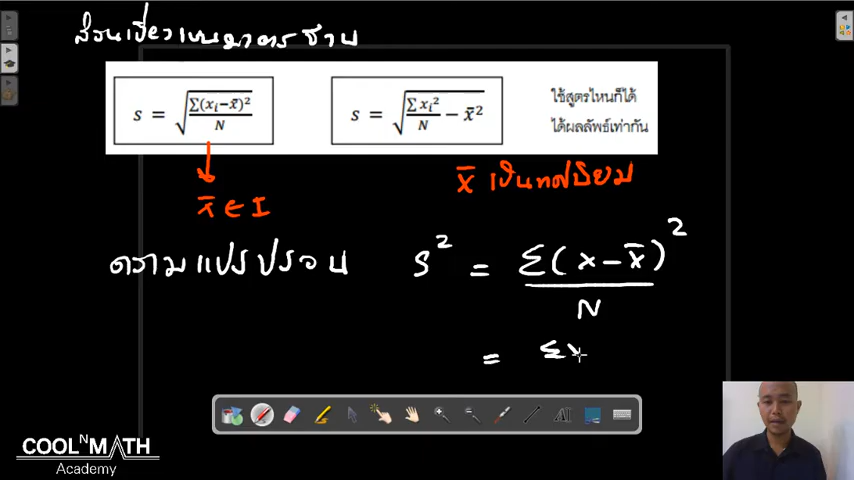 ส่วนเบี่ยงเบนมาตรฐาน
s = √(Σ(xᵢ−x̄)²/N) s = √(Σxᵢ²/N − x̄²) ใช้สูตรไหนก็ได้
ได้ผลลัพธ์เท่ากัน
x̄ ∈ I x̄ เป็นทศนิยม
ความแปรปรวน s² = Σ(x−x̄)²/N
= Σx
COOLᴺMATH
Academy